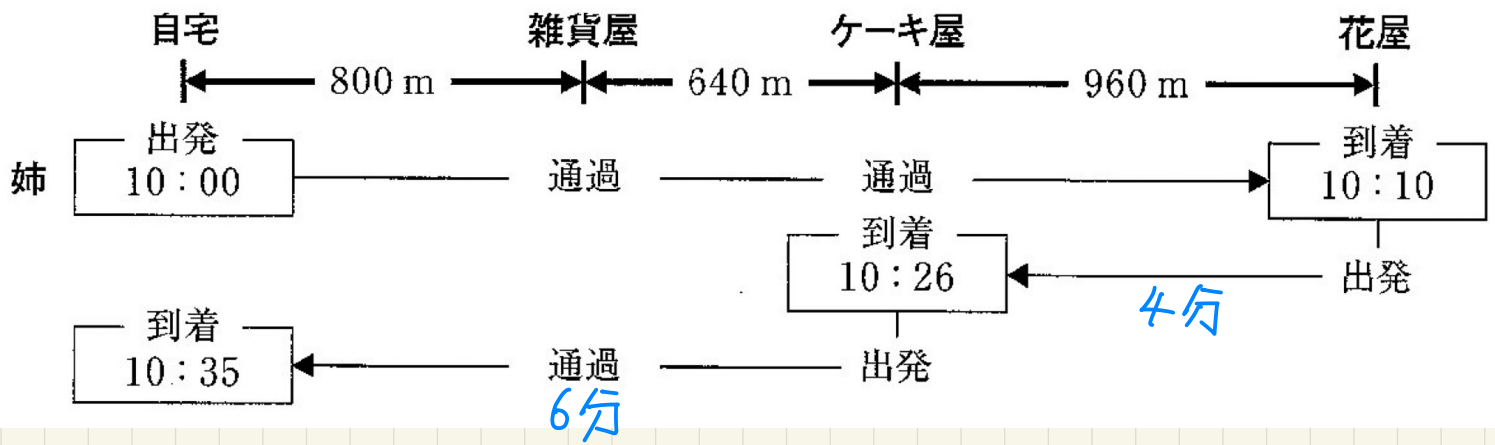 自宅 雑貨屋 ケーキ屋 花屋
800 m 640 m 960 m
出発 到着
姉 10:00 通過 通過 10:10
到着
10:26 4分 出発
到着
10:35 通過 出発
6分